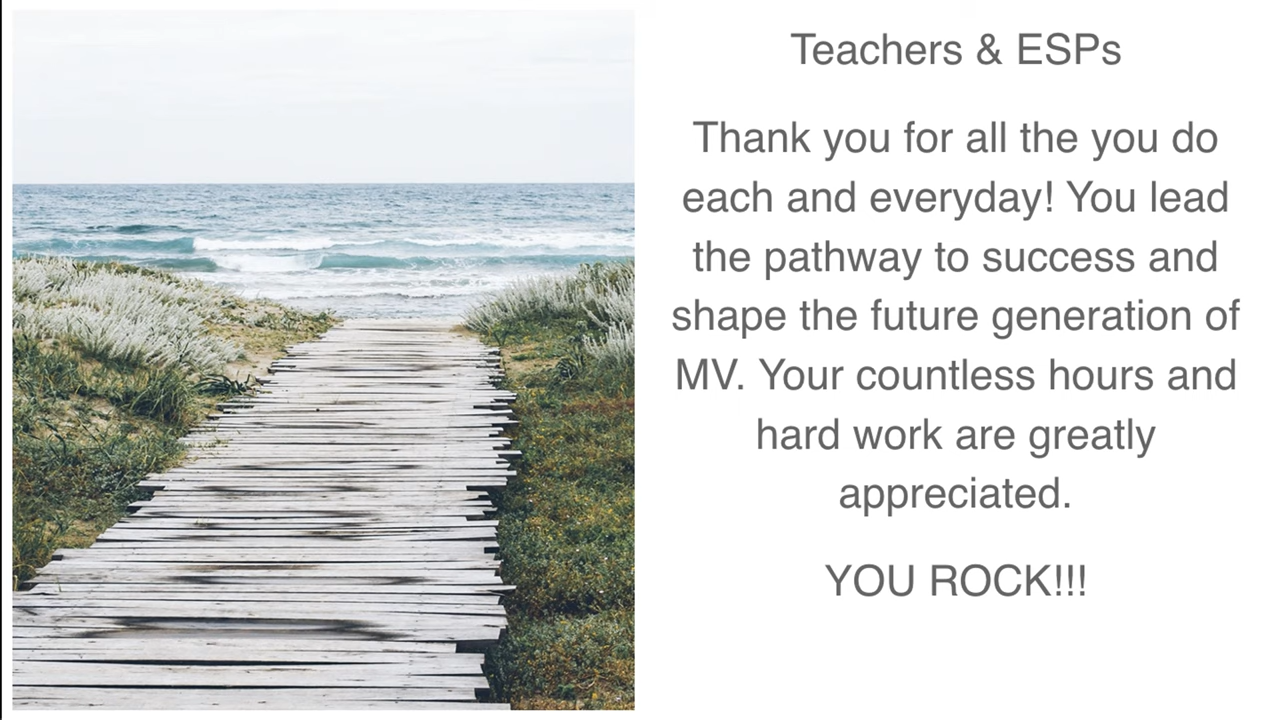 Teachers & ESPs
Thank you for all the you do
each and everyday! You lead
the pathway to success and
shape the future generation of
MV. Your countless hours and
hard work are greatly
appreciated.
YOU ROCK!!!